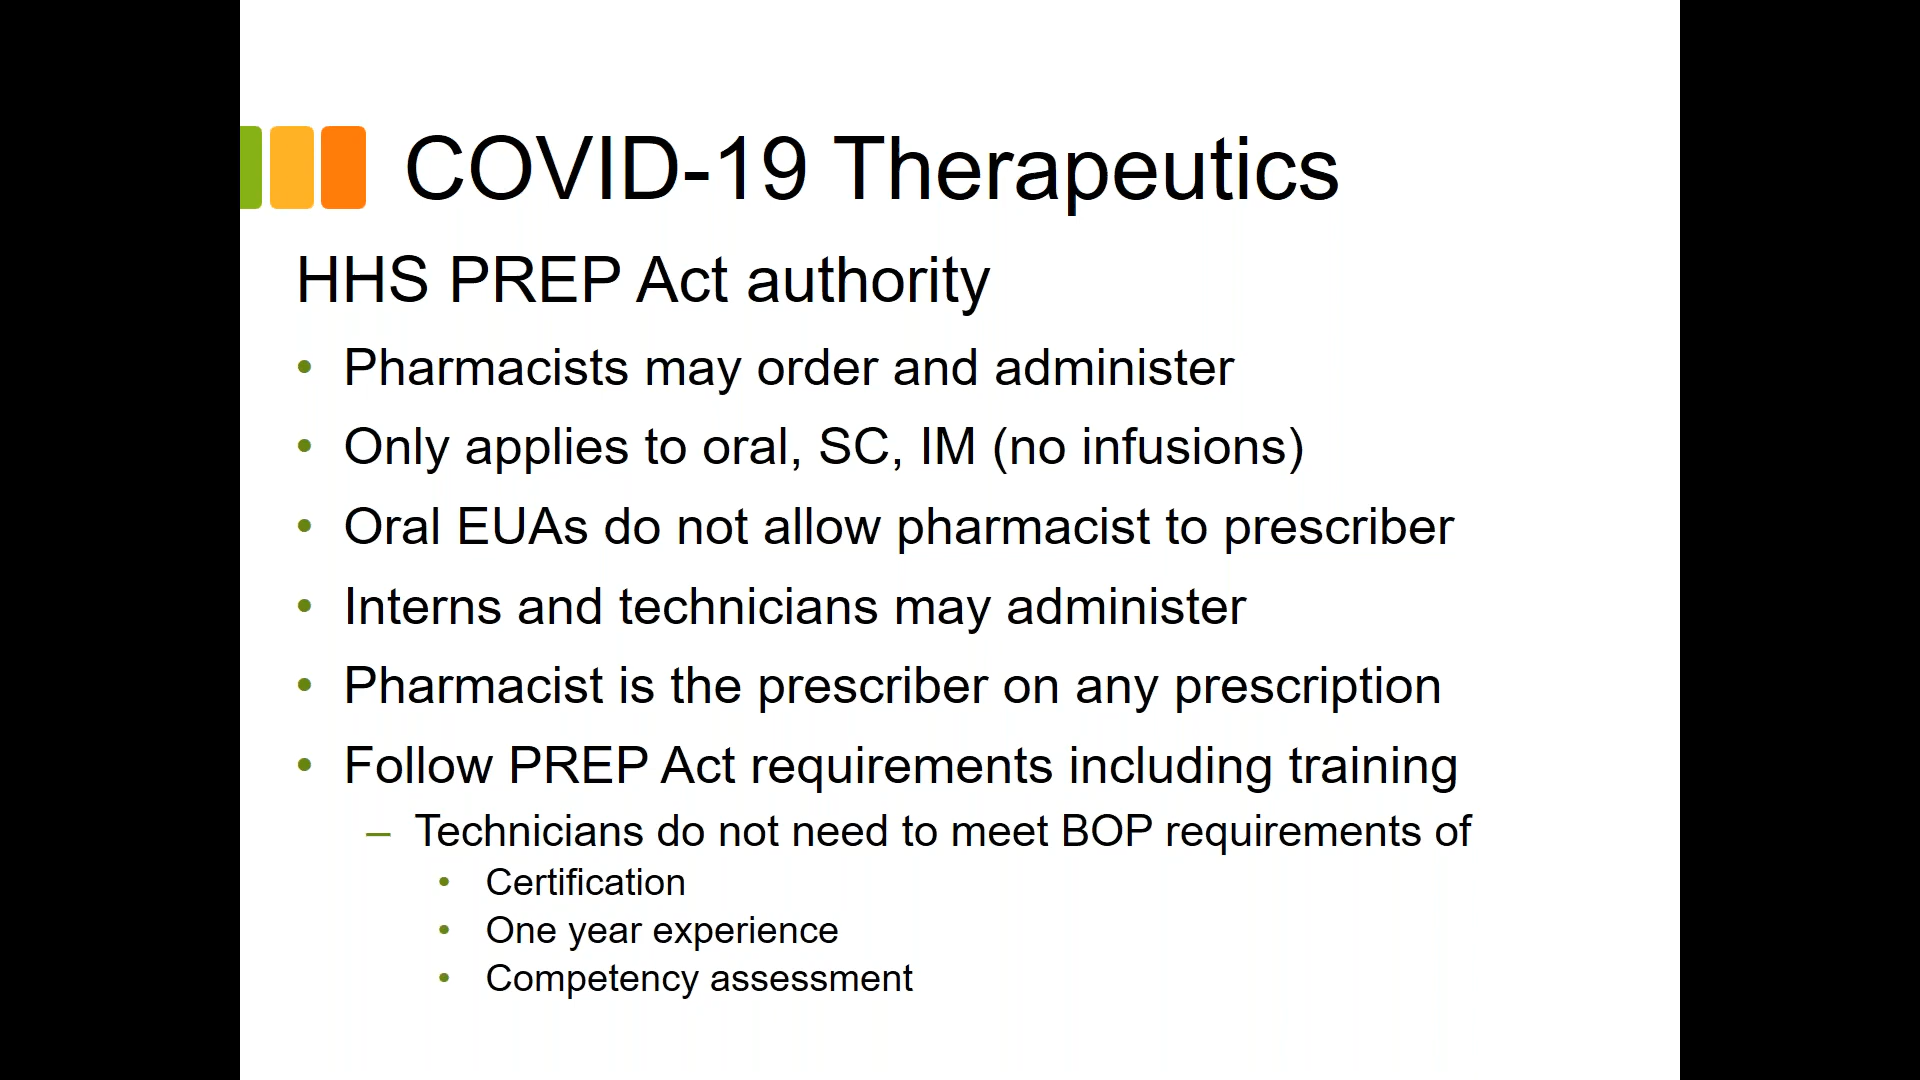 COVID-19 Therapeutics
HHS PREP Act authority
• Pharmacists may order and administer
• Only applies to oral, SC, IM (no infusions)
• Oral EUAs do not allow pharmacist to prescriber
• Interns and technicians may administer
• Pharmacist is the prescriber on any prescription
• Follow PREP Act requirements including training
– Technicians do not need to meet BOP requirements of
• Certification
• One year experience
• Competency assessment